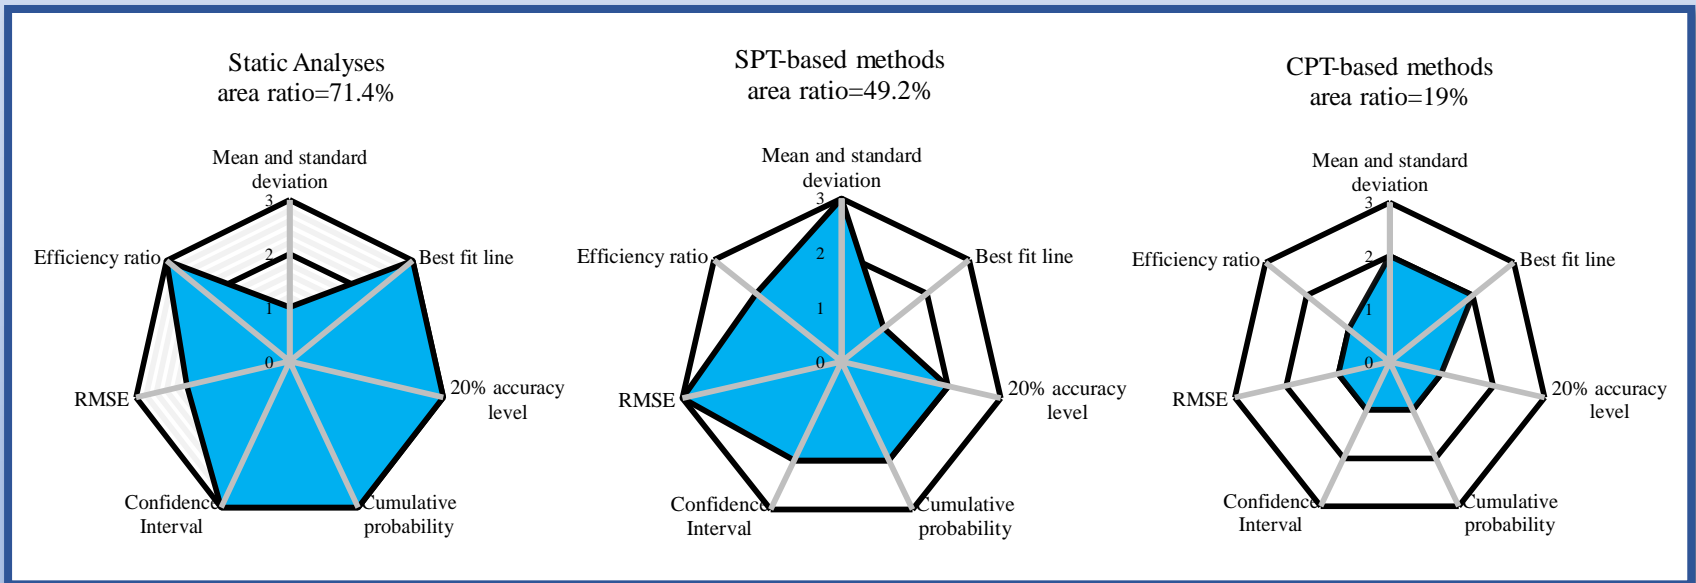 Static Analyses
area ratio=71.4%
Mean and standard
deviation
3
2
1
0
Efficiency ratio
Best fit line
RMSE
20% accuracy
level
Confidence
Interval
Cumulative
probability
SPT-based methods
area ratio=49.2%
Mean and standard
deviation
3
2
1
0
Efficiency ratio
Best fit line
RMSE
20% accuracy
level
Confidence
Interval
Cumulative
probability
CPT-based methods
area ratio=19%
Mean and standard
deviation
3
2
1
0
Efficiency ratio
Best fit line
RMSE
20% accuracy
level
Confidence
Interval
Cumulative
probability